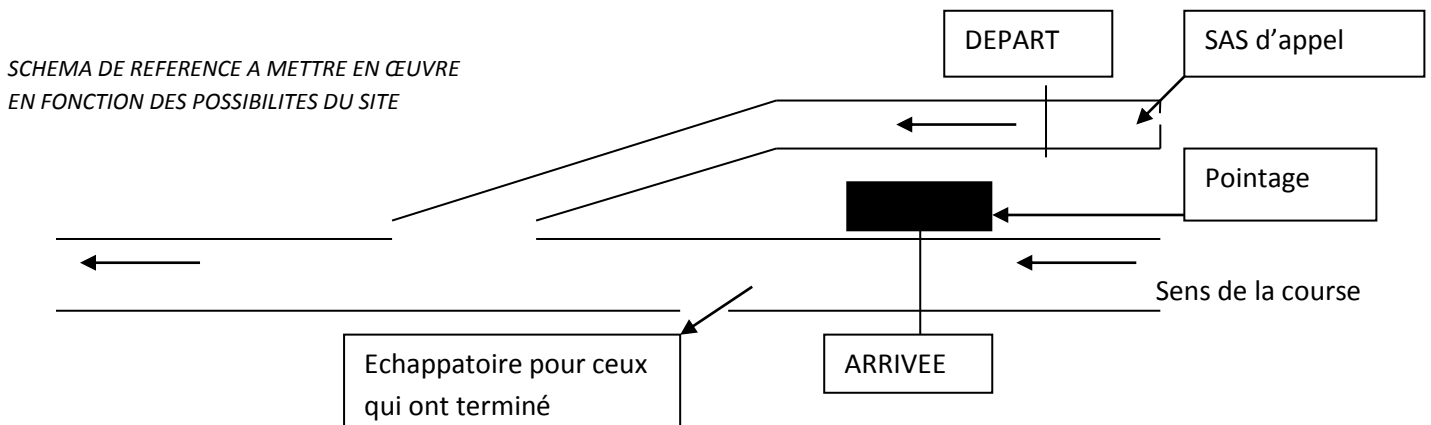 SCHEMA DE REFERENCE A METTRE EN ŒUVRE
EN FONCTION DES POSSIBILITES DU SITE
DEPART
SAS d’appel
Pointage
Sens de la course
Echappatoire pour ceux
qui ont terminé
ARRIVEE